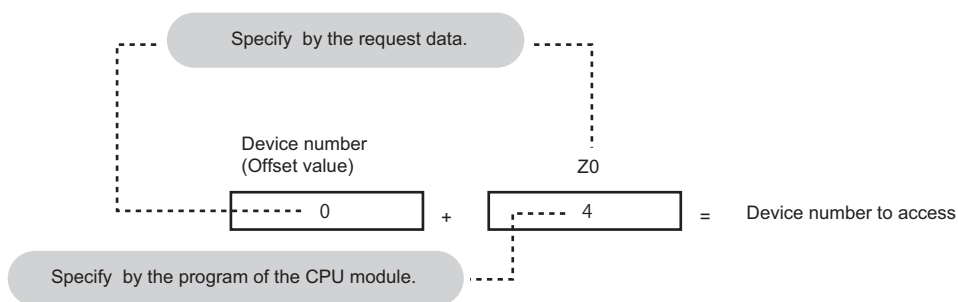 Specify by the request data.
Device number
(Offset value)
Z0
0 + 4 = Device number to access
Specify by the program of the CPU module.